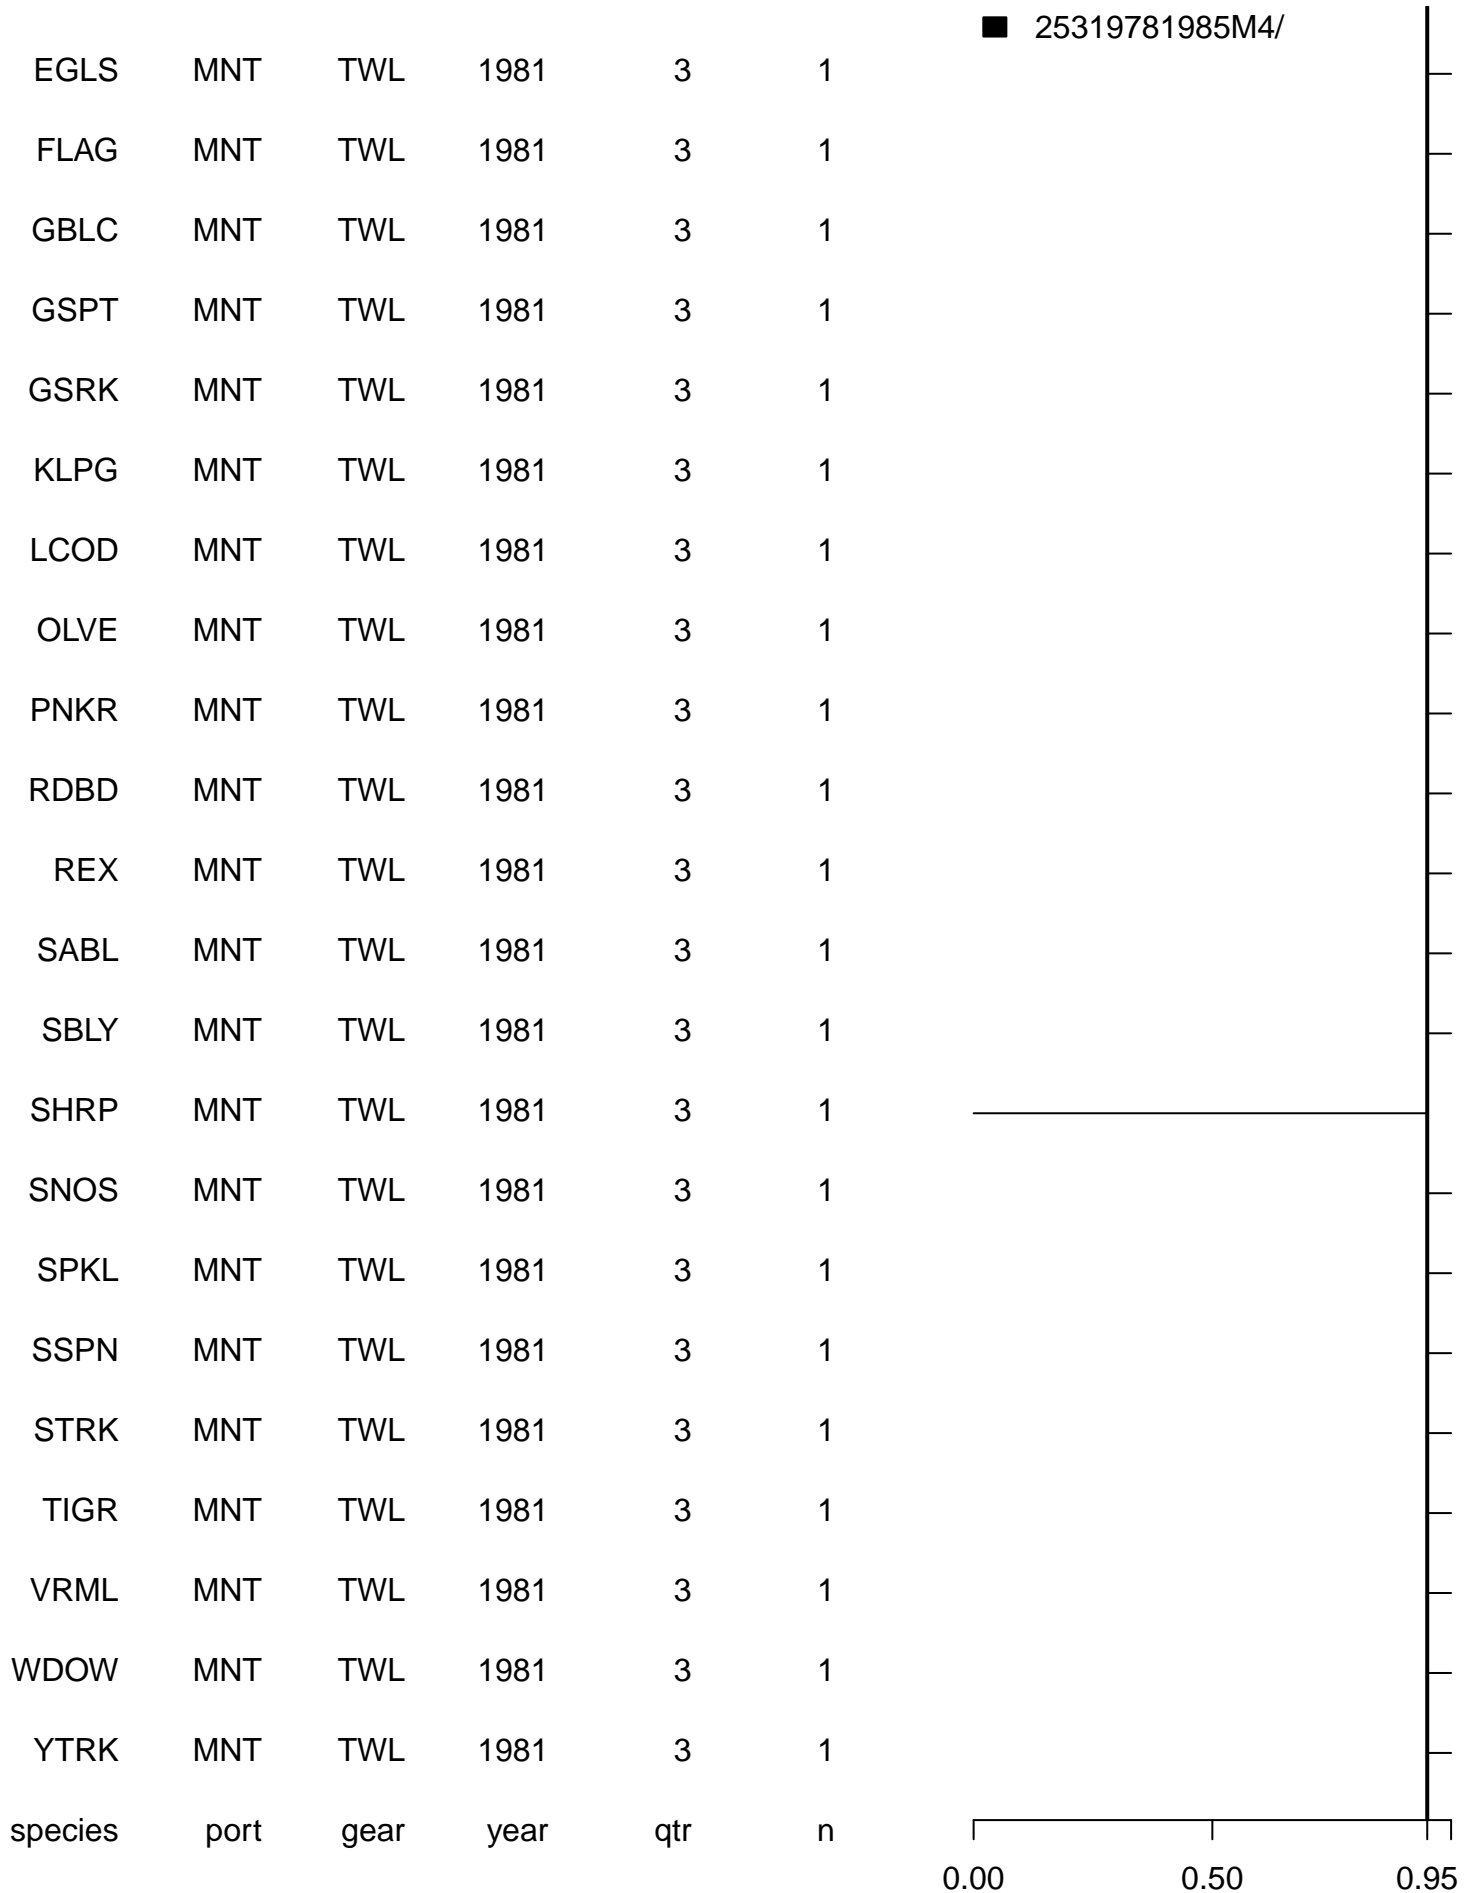 25319781985M4/
EGLS MNT TWL 1981 3 1
FLAG MNT TWL 1981 3 1
GBLC MNT TWL 1981 3 1
GSPT MNT TWL 1981 3 1
GSRK MNT TWL 1981 3 1
KLPG MNT TWL 1981 3 1
LCOD MNT TWL 1981 3 1
OLVE MNT TWL 1981 3 1
PNKR MNT TWL 1981 3 1
RDBD MNT TWL 1981 3 1
REX MNT TWL 1981 3 1
SABL MNT TWL 1981 3 1
SBLY MNT TWL 1981 3 1
SHRP MNT TWL 1981 3 1
SNOS MNT TWL 1981 3 1
SPKL MNT TWL 1981 3 1
SSPN MNT TWL 1981 3 1
STRK MNT TWL 1981 3 1
TIGR MNT TWL 1981 3 1
VRML MNT TWL 1981 3 1
WDOW MNT TWL 1981 3 1
YTRK MNT TWL 1981 3 1
species port gear year qtr n
0.00 0.50 0.95